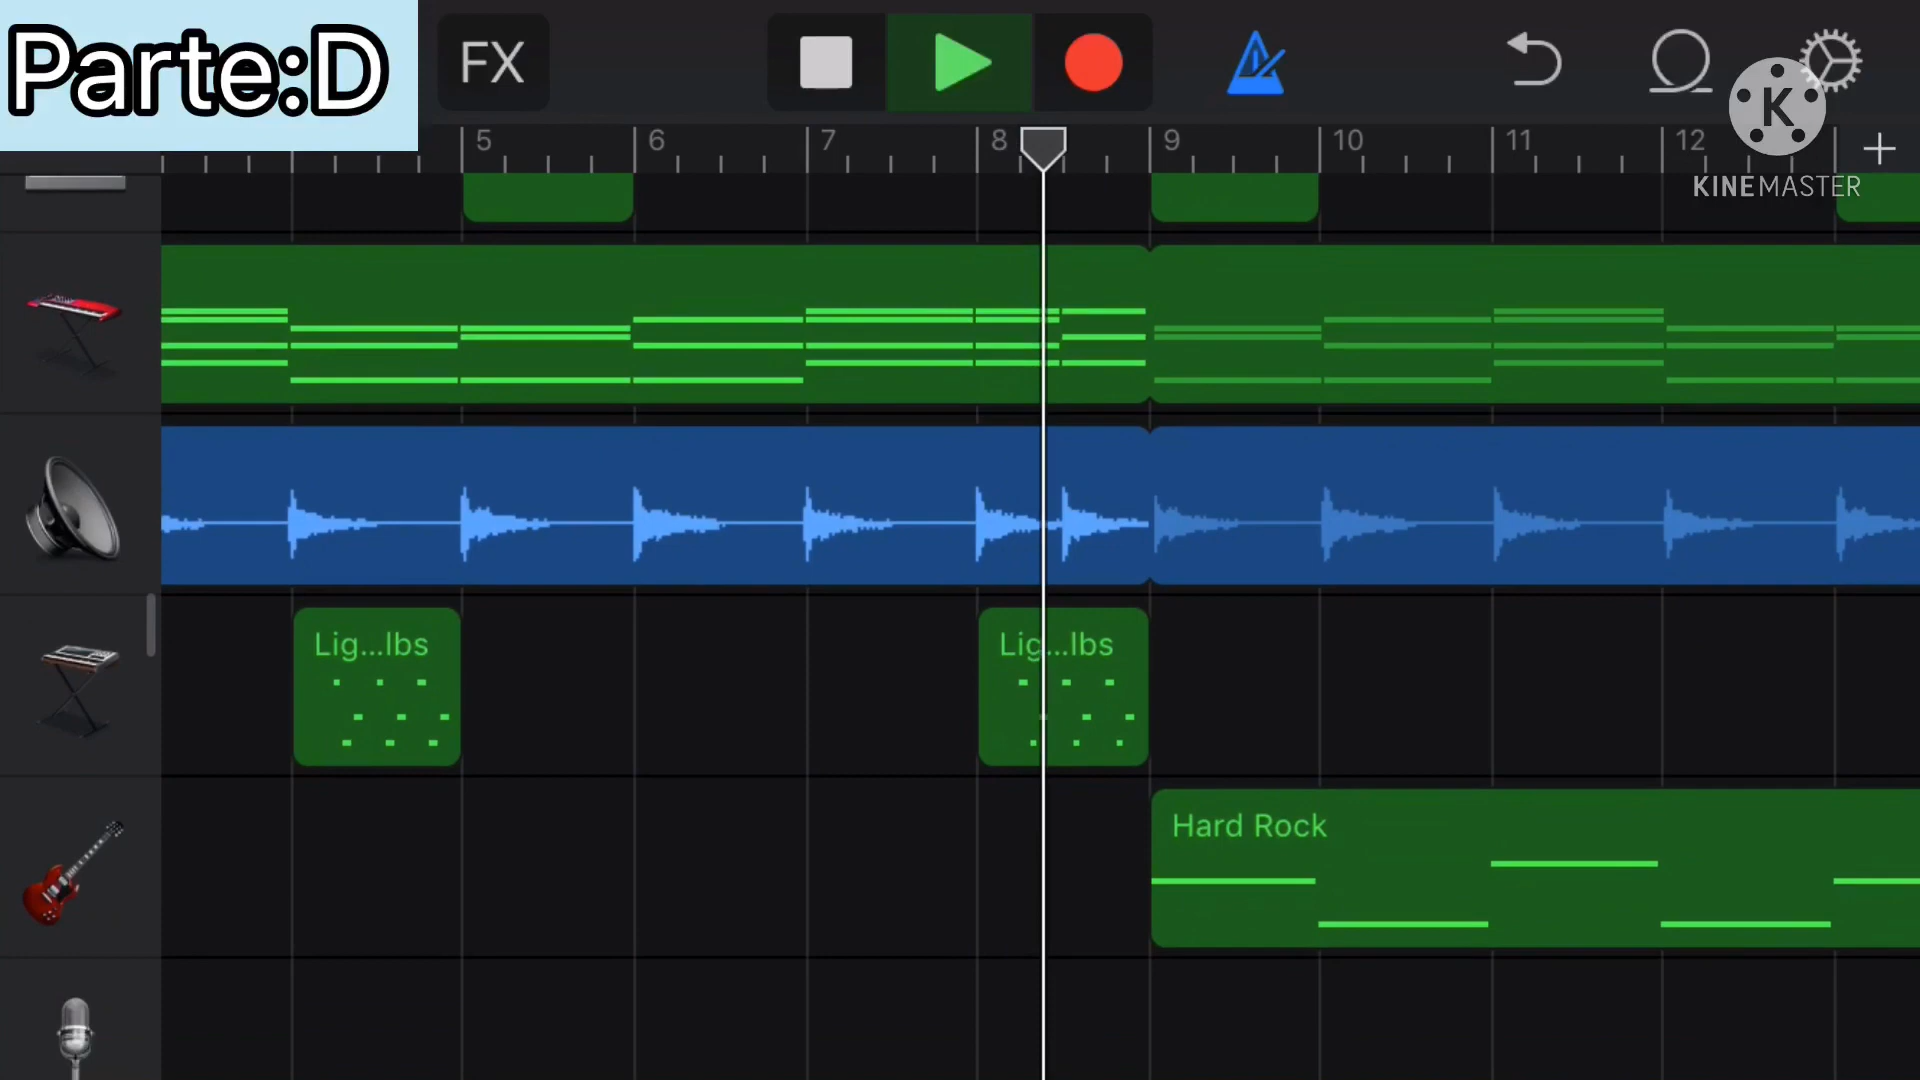 Parte:D
FX
5 6 7 8 9 10 11 12
K
KINEMASTER
Lig...lbs Lig...lbs
Hard Rock